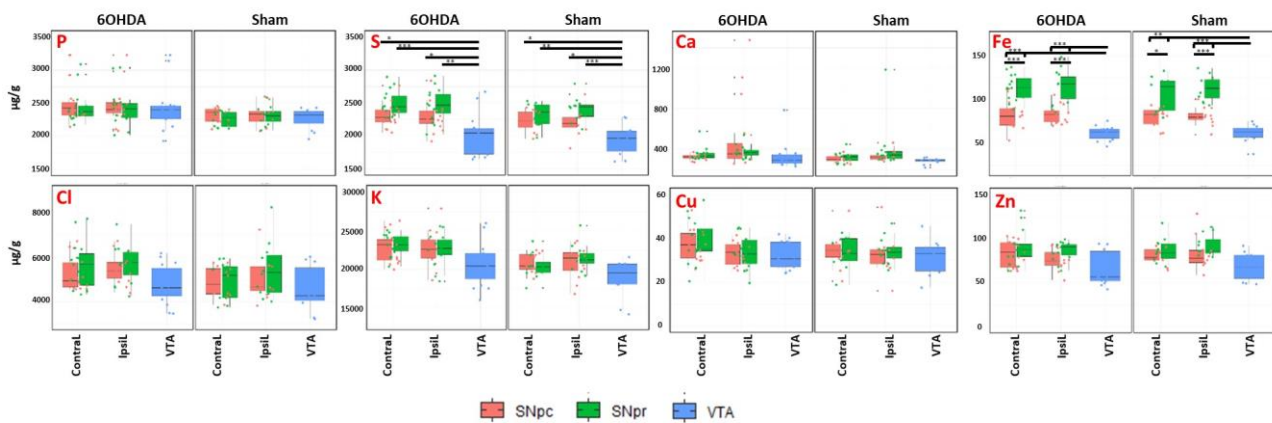 6OHDA Sham 6OHDA Sham 6OHDA Sham 6OHDA Sham
P S Ca Fe
3500 3500 150
3000 3000 1200 100
µg/g
2500 2500 800
2000 2000 400 50
1500 1500 0
* * ** 
*** ** *** *** ***
* * *** *** * ***
** ***
Cl K Cu Zn
8000 30000 60 200
25000 150
µg/g
6000 40
20000 100
4000 20 50
15000 0 0
ContraL IpsiL VTA ContraL IpsiL VTA ContraL IpsiL VTA ContraL IpsiL VTA ContraL IpsiL VTA ContraL IpsiL VTA ContraL IpsiL VTA ContraL IpsiL VTA
SNpc SNpr VTA